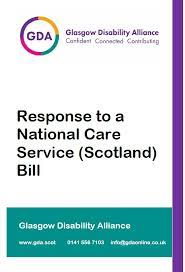 GDA
Glasgow Disability Alliance
Confident Connected Contributing
Response to a
National Care
Service (Scotland)
Bill
Glasgow Disability Alliance
www.gda.scot 0141 556 7103 info@gdaonline.co.uk